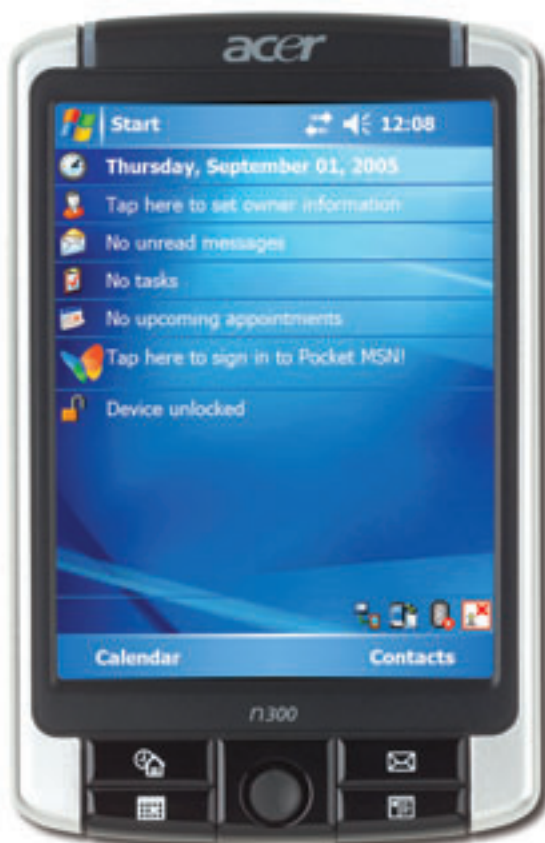 acer
Start 12:08
Thursday, September 01, 2005
Tap here to set owner information
No unread messages
No tasks
No upcoming appointments
Tap here to sign in to Pocket MSN!
Device unlocked
Calendar Contacts
n300